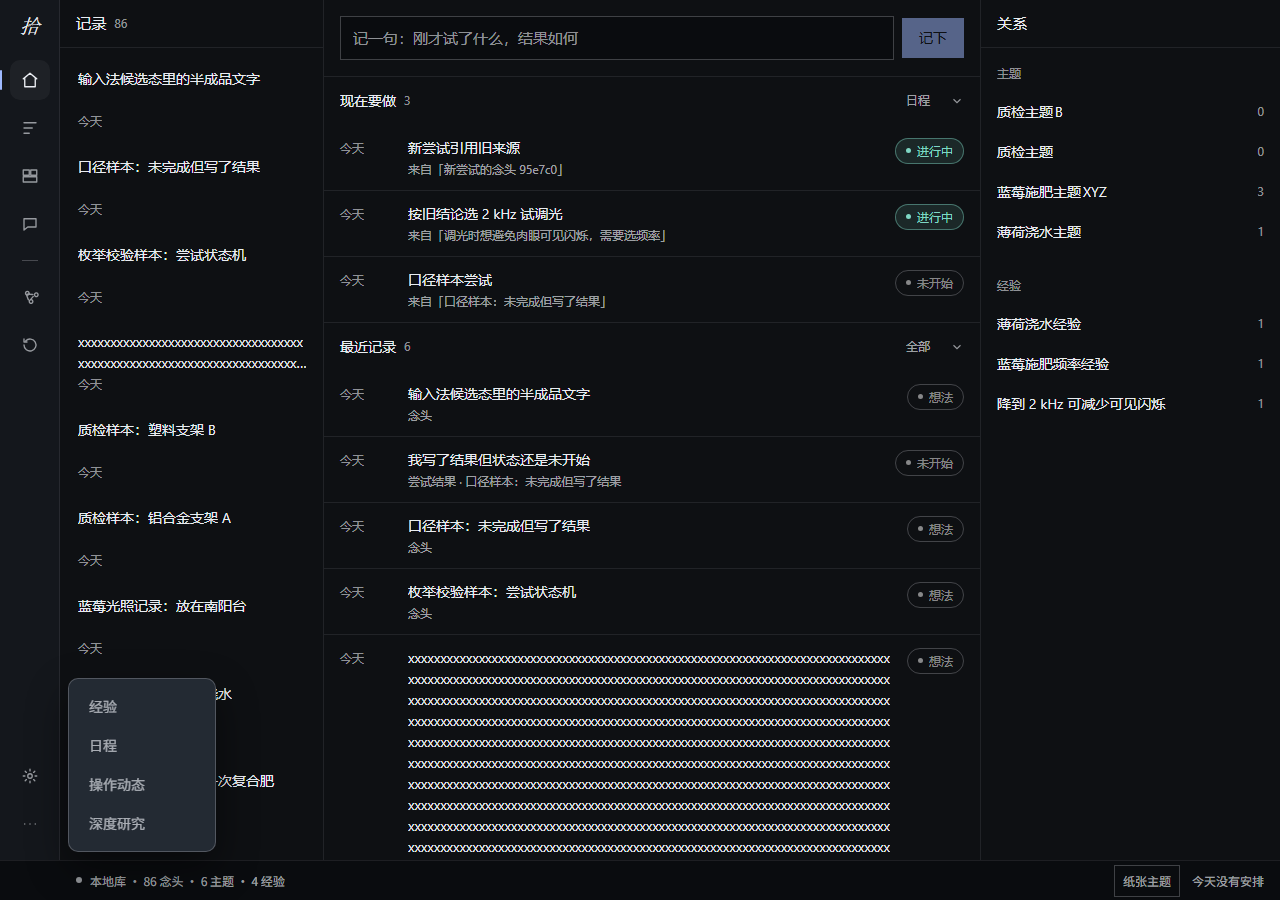 拾
记录 86
输入法候选态里的半成品文字
今天
口径样本：未完成但写了结果
今天
枚举校验样本：尝试状态机
今天
xxxxxxxxxxxxxxxxxxxxxxxxxxxxxxxxxx
xxxxxxxxxxxxxxxxxxxxxxxxxxxxxxxxx...
今天
质检样本：塑料支架 B
今天
质检样本：铝合金支架 A
今天
蓝莓光照记录：放在南阳台
今天
浇水
次复合肥
经验
日程
操作动态
深度研究
记一句：刚才试了什么，结果如何
记下
现在要做 3
日程
今天
新尝试引用旧来源
来自「新尝试的念头 95e7c0」
进行中
今天
按旧结论选 2 kHz 试调光
来自「调光时想避免肉眼可见闪烁，需要选频率」
进行中
今天
口径样本尝试
来自「口径样本：未完成但写了结果」
未开始
最近记录 6
全部
今天
输入法候选态里的半成品文字
念头
想法
今天
我写了结果但状态还是未开始
尝试结果 · 口径样本：未完成但写了结果
未开始
今天
口径样本：未完成但写了结果
念头
想法
今天
枚举校验样本：尝试状态机
念头
想法
今天
xxxxxxxxxxxxxxxxxxxxxxxxxxxxxxxxxxxxxxxxxxxxxxxxxxxxxxxxxxxxxxxxxxxxx
xxxxxxxxxxxxxxxxxxxxxxxxxxxxxxxxxxxxxxxxxxxxxxxxxxxxxxxxxxxxxxxxxxxxx
xxxxxxxxxxxxxxxxxxxxxxxxxxxxxxxxxxxxxxxxxxxxxxxxxxxxxxxxxxxxxxxxxxxxx
xxxxxxxxxxxxxxxxxxxxxxxxxxxxxxxxxxxxxxxxxxxxxxxxxxxxxxxxxxxxxxxxxxxxx
xxxxxxxxxxxxxxxxxxxxxxxxxxxxxxxxxxxxxxxxxxxxxxxxxxxxxxxxxxxxxxxxxxxxx
xxxxxxxxxxxxxxxxxxxxxxxxxxxxxxxxxxxxxxxxxxxxxxxxxxxxxxxxxxxxxxxxxxxxx
xxxxxxxxxxxxxxxxxxxxxxxxxxxxxxxxxxxxxxxxxxxxxxxxxxxxxxxxxxxxxxxxxxxxx
xxxxxxxxxxxxxxxxxxxxxxxxxxxxxxxxxxxxxxxxxxxxxxxxxxxxxxxxxxxxxxxxxxxxx
xxxxxxxxxxxxxxxxxxxxxxxxxxxxxxxxxxxxxxxxxxxxxxxxxxxxxxxxxxxxxxxxxxxxx
xxxxxxxxxxxxxxxxxxxxxxxxxxxxxxxxxxxxxxxxxxxxxxxxxxxxxxxxxxxxxxxxxxxxx
想法
关系
主题
质检主题 B 0
质检主题 0
蓝莓施肥主题XYZ 3
薄荷浇水主题 1
经验
薄荷浇水经验 1
蓝莓施肥频率经验 1
降到 2 kHz 可减少可见闪烁 1
本地库 • 86 念头 • 6 主题 • 4 经验
纸张主题
今天没有安排